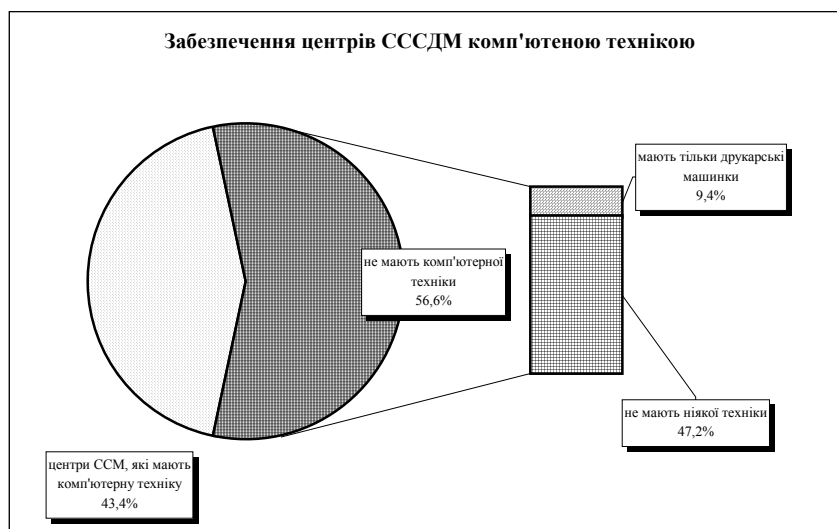 Забезпечення центрів СССДМ комп'ютеною технікою
мають тільки друкарські
машинки
9,4%
не мають комп'ютерної
техніки
56,6%
не мають ніякої техніки
47,2%
центри ССМ, які мають
комп'ютерну техніку
43,4%